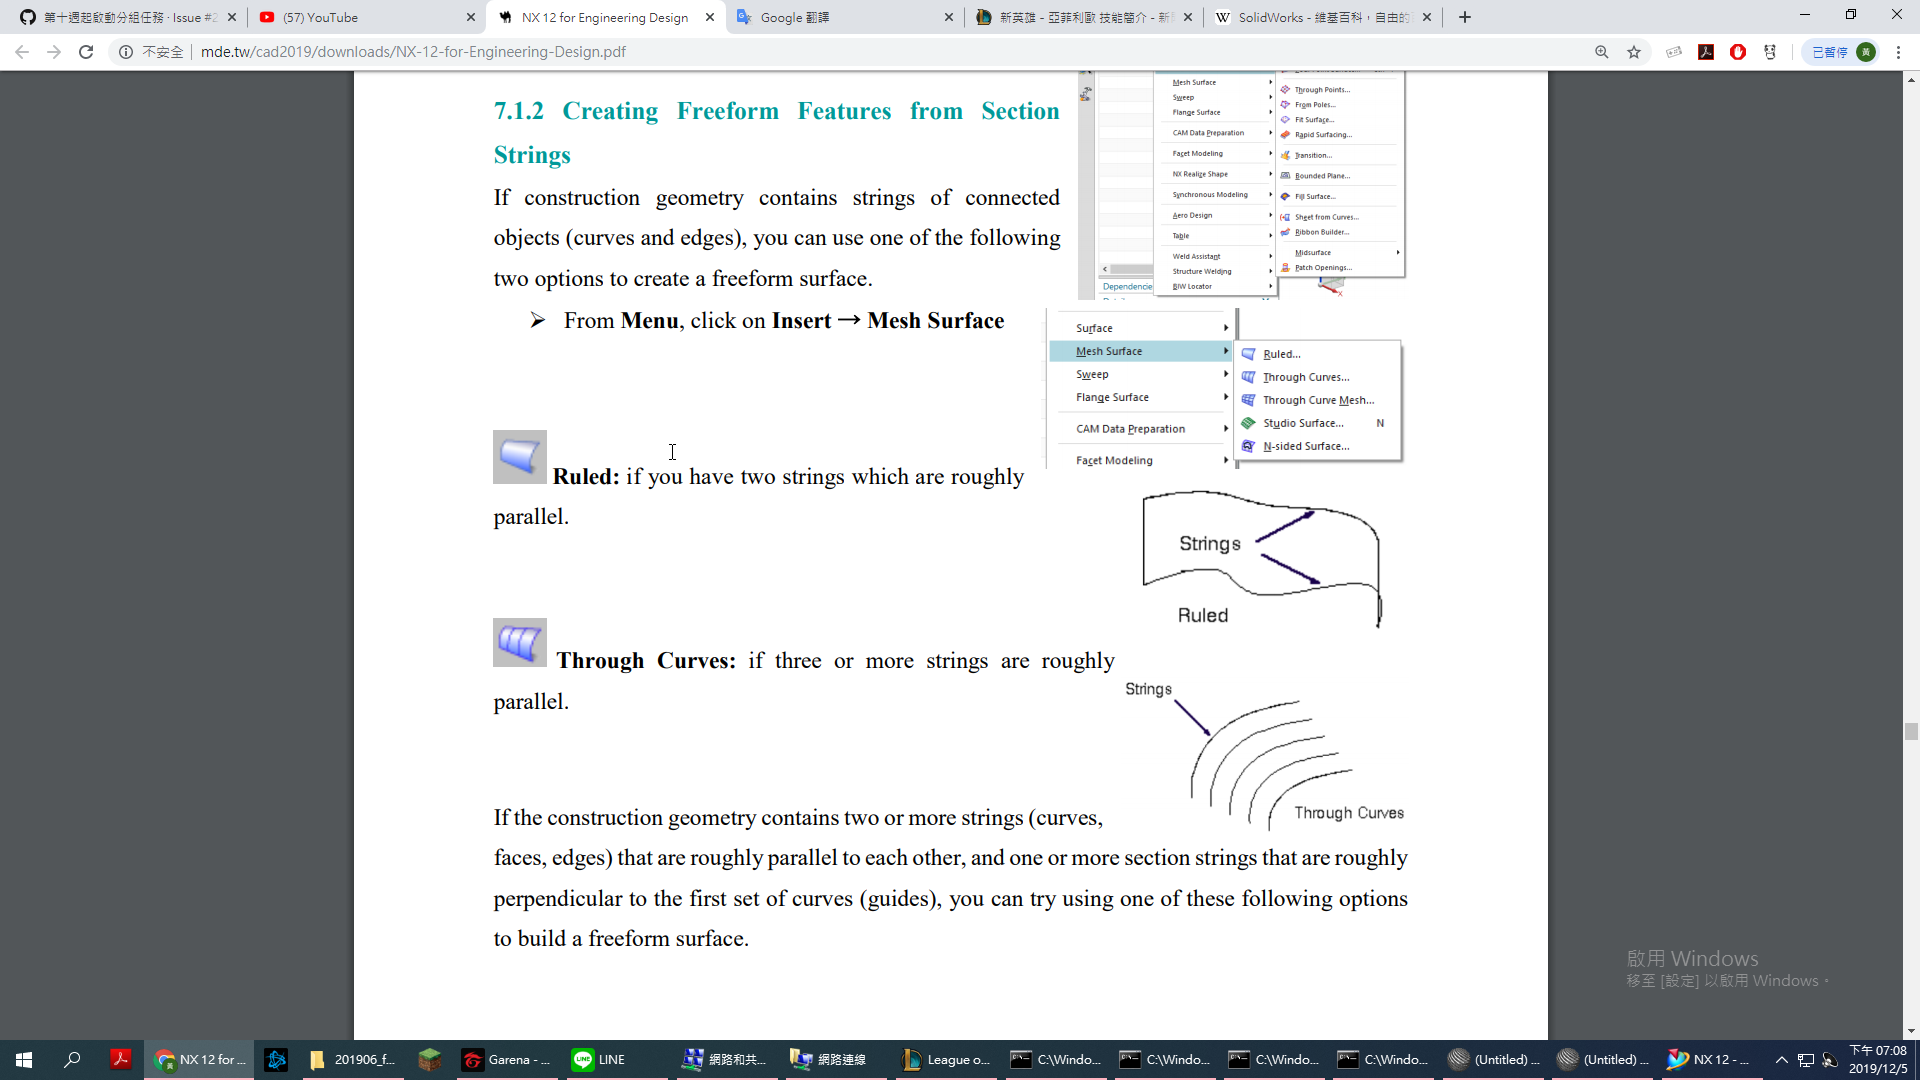 第十週起啟動分組任務 · Issue #2
(57) YouTube
NX 12 for Engineering Design
Google 翻譯
新英雄 - 亞菲利歐 技能簡介 - 新
SolidWorks - 維基百科，自由的
不安全
mde.tw/cad2019/downloads/NX-12-for-Engineering-Design.pdf
已暫停
黃
7.1.2 Creating Freeform Features from Section
Strings
If construction geometry contains strings of connected
objects (curves and edges), you can use one of the following
two options to create a freeform surface.
➢ From Menu, click on Insert → Mesh Surface
Mesh Surface
Sweep
Flange Surface
CAM Data Preparation
Facet Modeling
NX Realize Shape
Synchronous Modeling
Aero Design
Table
Weld Assistant
Structure Welding
BIW Locator
Through Points...
From Poles...
Fit Surface...
Rapid Surfacing...
Transition...
Bounded Plane...
Fill Surface...
Sheet from Curves...
Ribbon Builder...
Midsurface
Patch Openings...
Dependencie
Surface
Mesh Surface
Sweep
Flange Surface
CAM Data Preparation
Facet Modeling
Ruled...
Through Curves...
Through Curve Mesh...
Studio Surface... N
N-sided Surface...
Ruled: if you have two strings which are roughly
parallel.
Strings
Ruled
Through Curves: if three or more strings are roughly
parallel.
Strings
Through Curves
If the construction geometry contains two or more strings (curves,
faces, edges) that are roughly parallel to each other, and one or more section strings that are roughly
perpendicular to the first set of curves (guides), you can try using one of these following options
to build a freeform surface.
啟用 Windows
移至 [設定] 以啟用 Windows。
NX 12 for ...
201906_f...
Garena - ...
LINE
網路和共...
網路連線
League o...
C:\Windo...
C:\Windo...
C:\Windo...
C:\Windo...
(Untitled) ...
(Untitled) ...
NX 12 - ...
下午 07:08
2019/12/5